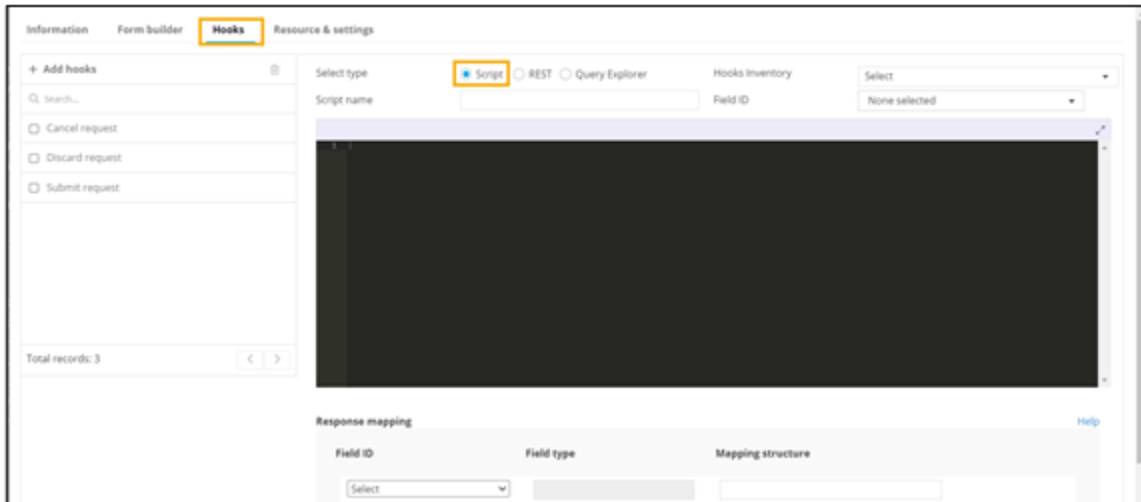 Information Form builder Hooks Resource & settings
+ Add hooks
Search...
Cancel request
Discard request
Submit request
Total records: 3
Select type Script REST Query Explorer Hooks Inventory Select
Script name Field ID None selected
1
Response mapping Help
Field ID Field type Mapping structure
Select